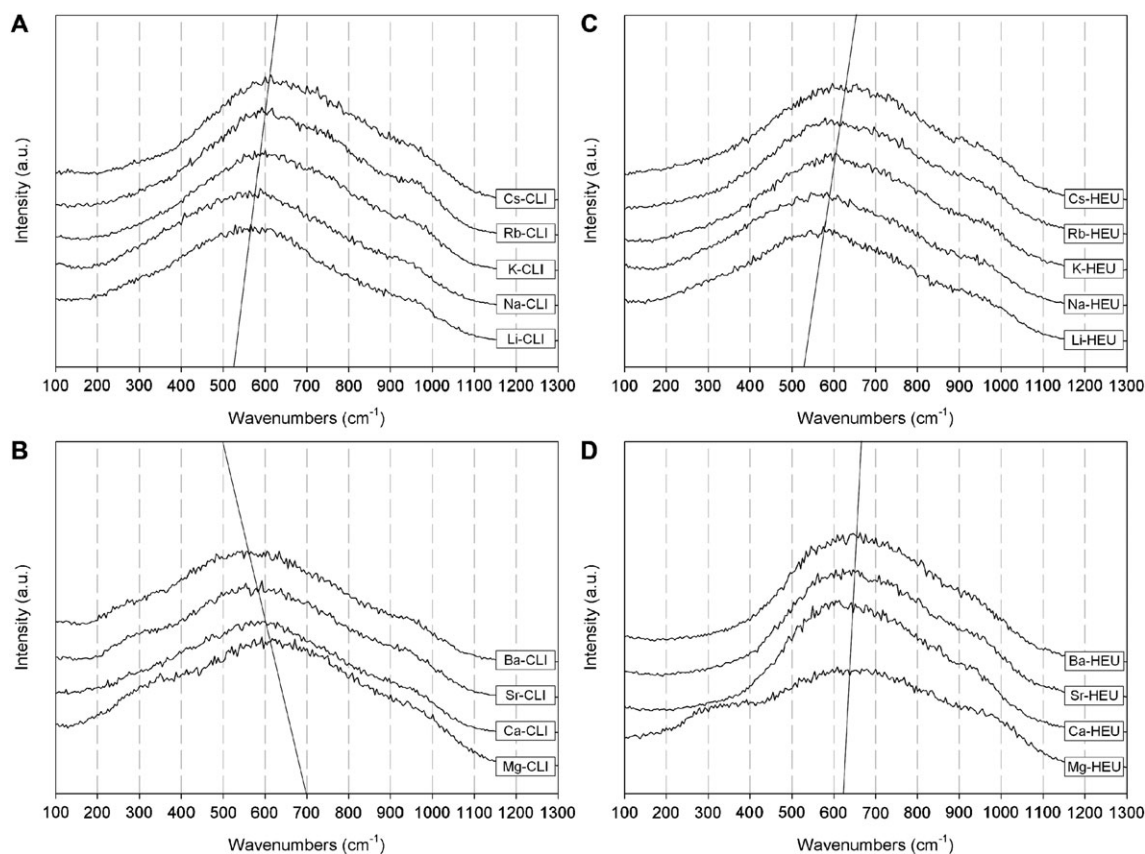 A
Intensity (a.u.)
Cs-CLI
Rb-CLI
K-CLI
Na-CLI
Li-CLI
100 200 300 400 500 600 700 800 900 1000 1100 1200 1300
Wavenumbers (cm⁻¹)
C
Intensity (a.u.)
Cs-HEU
Rb-HEU
K-HEU
Na-HEU
Li-HEU
100 200 300 400 500 600 700 800 900 1000 1100 1200 1300
Wavenumbers (cm⁻¹)
B
Intensity (a.u.)
Ba-CLI
Sr-CLI
Ca-CLI
Mg-CLI
100 200 300 400 500 600 700 800 900 1000 1100 1200 1300
Wavenumbers (cm⁻¹)
D
Intensity (a.u.)
Ba-HEU
Sr-HEU
Ca-HEU
Mg-HEU
100 200 300 400 500 600 700 800 900 1000 1100 1200 1300
Wavenumbers (cm⁻¹)